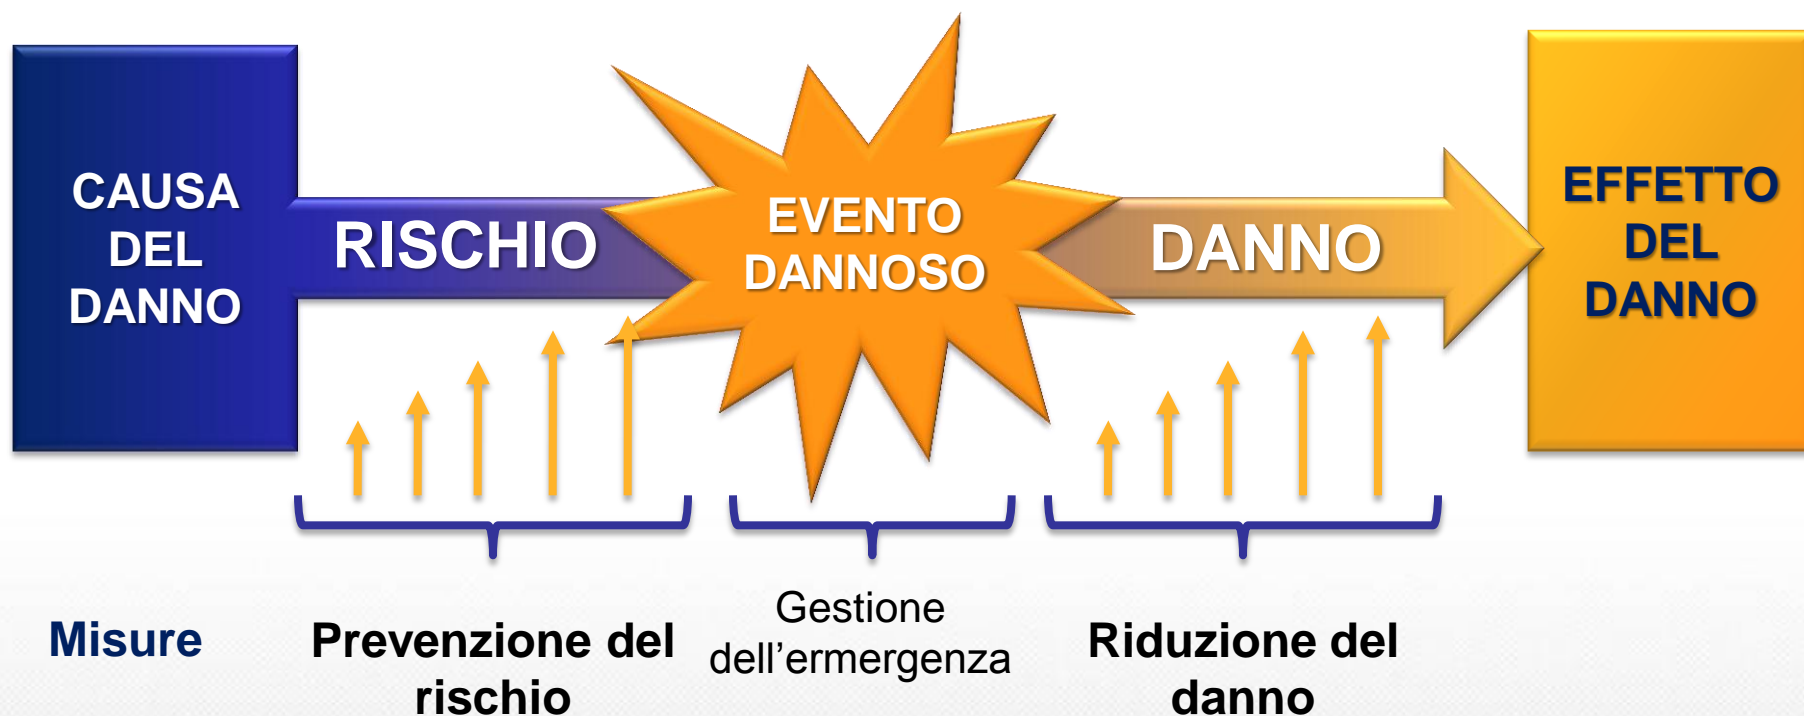 CAUSA
DEL
DANNO
RISCHIO
EVENTO
DANNOSO
DANNO
EFFETTO
DEL
DANNO
Misure
Prevenzione del
rischio
Gestione
dell’ermergenza
Riduzione del
danno